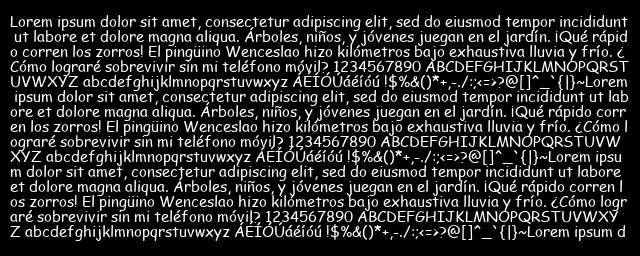 Lorem ipsum dolor sit amet, consectetur adipiscing elit, sed do eiusmod tempor incididunt
ut labore et dolore magna aliqua. Árboles, niños, y jóvenes juegan en el jardín. ¡Qué rápid
o corren los zorros! El pingüino Wenceslao hizo kilómetros bajo exhaustiva lluvia y frío. ¿
Cómo lograré sobrevivir sin mi teléfono móvil? 1234567890 ABCDEFGHIJKLMNOPQRST
UVWXYZ abcdefghijklmnopqrstuvwxyz ÁÉÍÓÚáéíóú !$%&()*+,-./:;<=>?@[]^_`{|}~Lorem
ipsum dolor sit amet, consectetur adipiscing elit, sed do eiusmod tempor incididunt ut lab
ore et dolore magna aliqua. Árboles, niños, y jóvenes juegan en el jardín. ¡Qué rápido corr
en los zorros! El pingüino Wenceslao hizo kilómetros bajo exhaustiva lluvia y frío. ¿Cómo l
ograré sobrevivir sin mi teléfono móvil? 1234567890 ABCDEFGHIJKLMNOPQRSTUVW
XYZ abcdefghijklmnopqrstuvwxyz ÁÉÍÓÚáéíóú !$%&()*+,-./:;<=>?@[]^_`{|}~Lorem ipsu
m dolor sit amet, consectetur adipiscing elit, sed do eiusmod tempor incididunt ut labore
et dolore magna aliqua. Árboles, niños, y jóvenes juegan en el jardín. ¡Qué rápido corren l
os zorros! El pingüino Wenceslao hizo kilómetros bajo exhaustiva lluvia y frío. ¿Cómo logr
aré sobrevivir sin mi teléfono móvil? 1234567890 ABCDEFGHIJKLMNOPQRSTUVWXY
Z abcdefghijklmnopqrstuvwxyz ÁÉÍÓÚáéíóú !$%&()*+,-./:;<=>?@[]^_`{|}~Lorem ipsum d